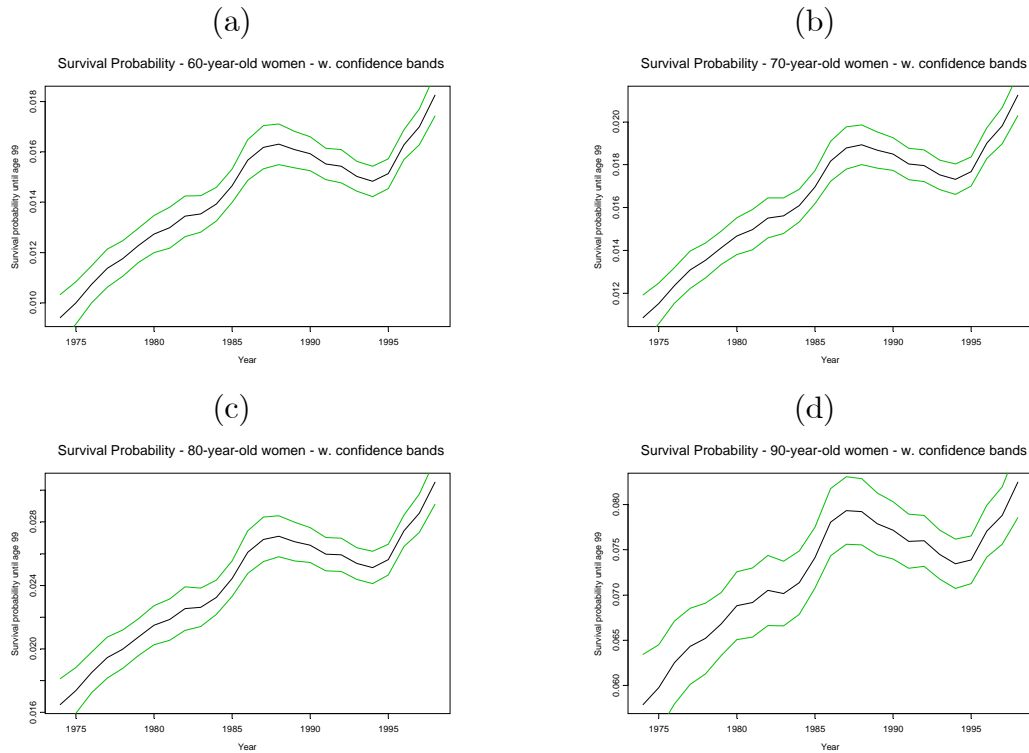 (a)
Survival Probability - 60-year-old women - w. confidence bands
Survival probability until age 99
0.018
0.016
0.014
0.012
0.010
1975 1980 1985 1990 1995
Year
(b)
Survival Probability - 70-year-old women - w. confidence bands
Survival probability until age 99
0.020
0.018
0.016
0.014
0.012
1975 1980 1985 1990 1995
Year
(c)
Survival Probability - 80-year-old women - w. confidence bands
Survival probability until age 99
0.028
0.024
0.020
0.016
1975 1980 1985 1990 1995
Year
(d)
Survival Probability - 90-year-old women - w. confidence bands
Survival probability until age 99
0.080
0.075
0.070
0.065
0.060
1975 1980 1985 1990 1995
Year